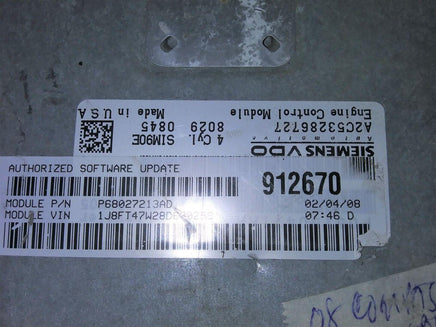 SIEMENS VDO
Automotive
A2C53286727
Engine Control Module
4 Cyl. SIM90E
8029 0845
Made in U S A
AUTHORIZED SOFTWARE UPDATE
912670
MODULE P/N P68027213AD 02/04/08
MODULE VIN 07:46 D
08